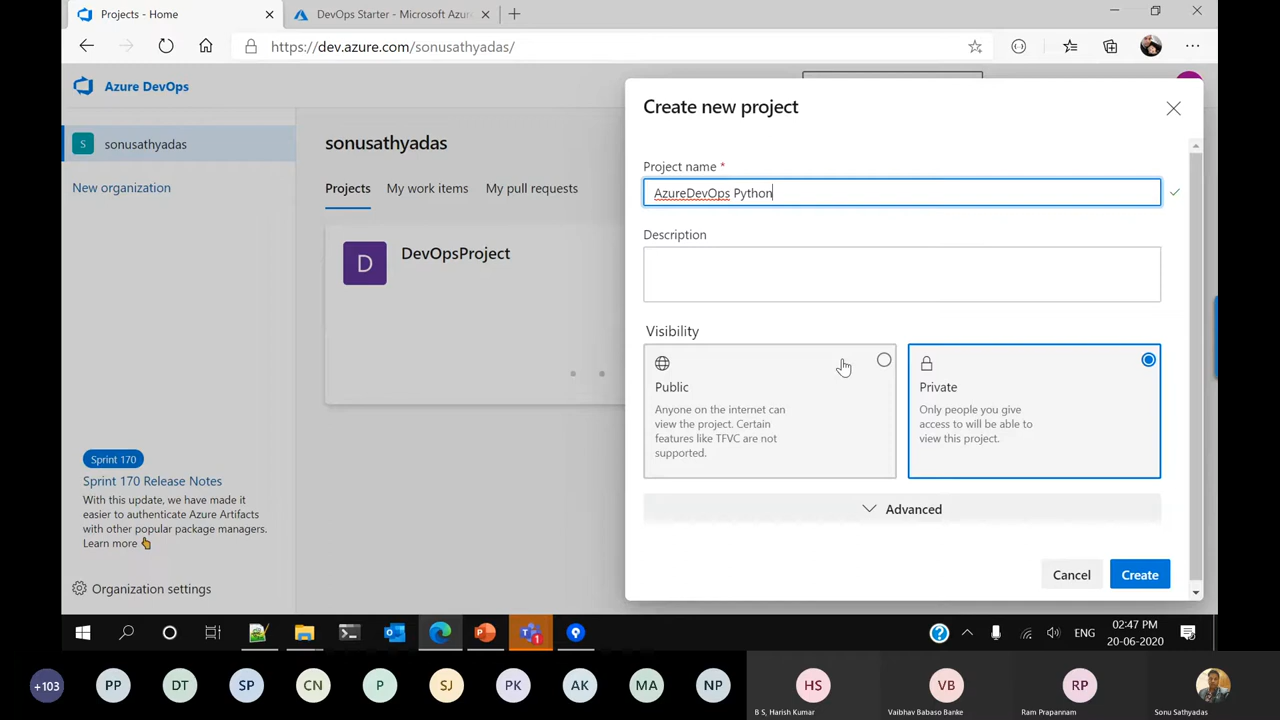 Projects - Home
DevOps Starter - Microsoft Azu
https://dev.azure.com/sonusathyadas/
Azure DevOps
S
sonusathyadas
New organization
sonusathyadas
Projects
My work items
My pull requests
D
DevOpsProject
Sprint 170
Sprint 170 Release Notes
With this update, we have made it
easier to authenticate Azure Artifacts
with other popular package managers.
Learn more
Organization settings
Create new project
Project name *
AzureDevOps Python
Description
Visibility
Public
Anyone on the internet can
view the project. Certain
features like TFVC are not
supported.
Private
Only people you give
access to will be able to
view this project.
Advanced
Cancel
Create
1
ENG
02:47 PM
20-06-2020
+103
PP
DT
SP
CN
P
SJ
PK
AK
MA
NP
HS
VB
RP
B S, Harish Kumar
Vaibhav Babaso Banke
Ram Prapannam
Sonu Sathyadas